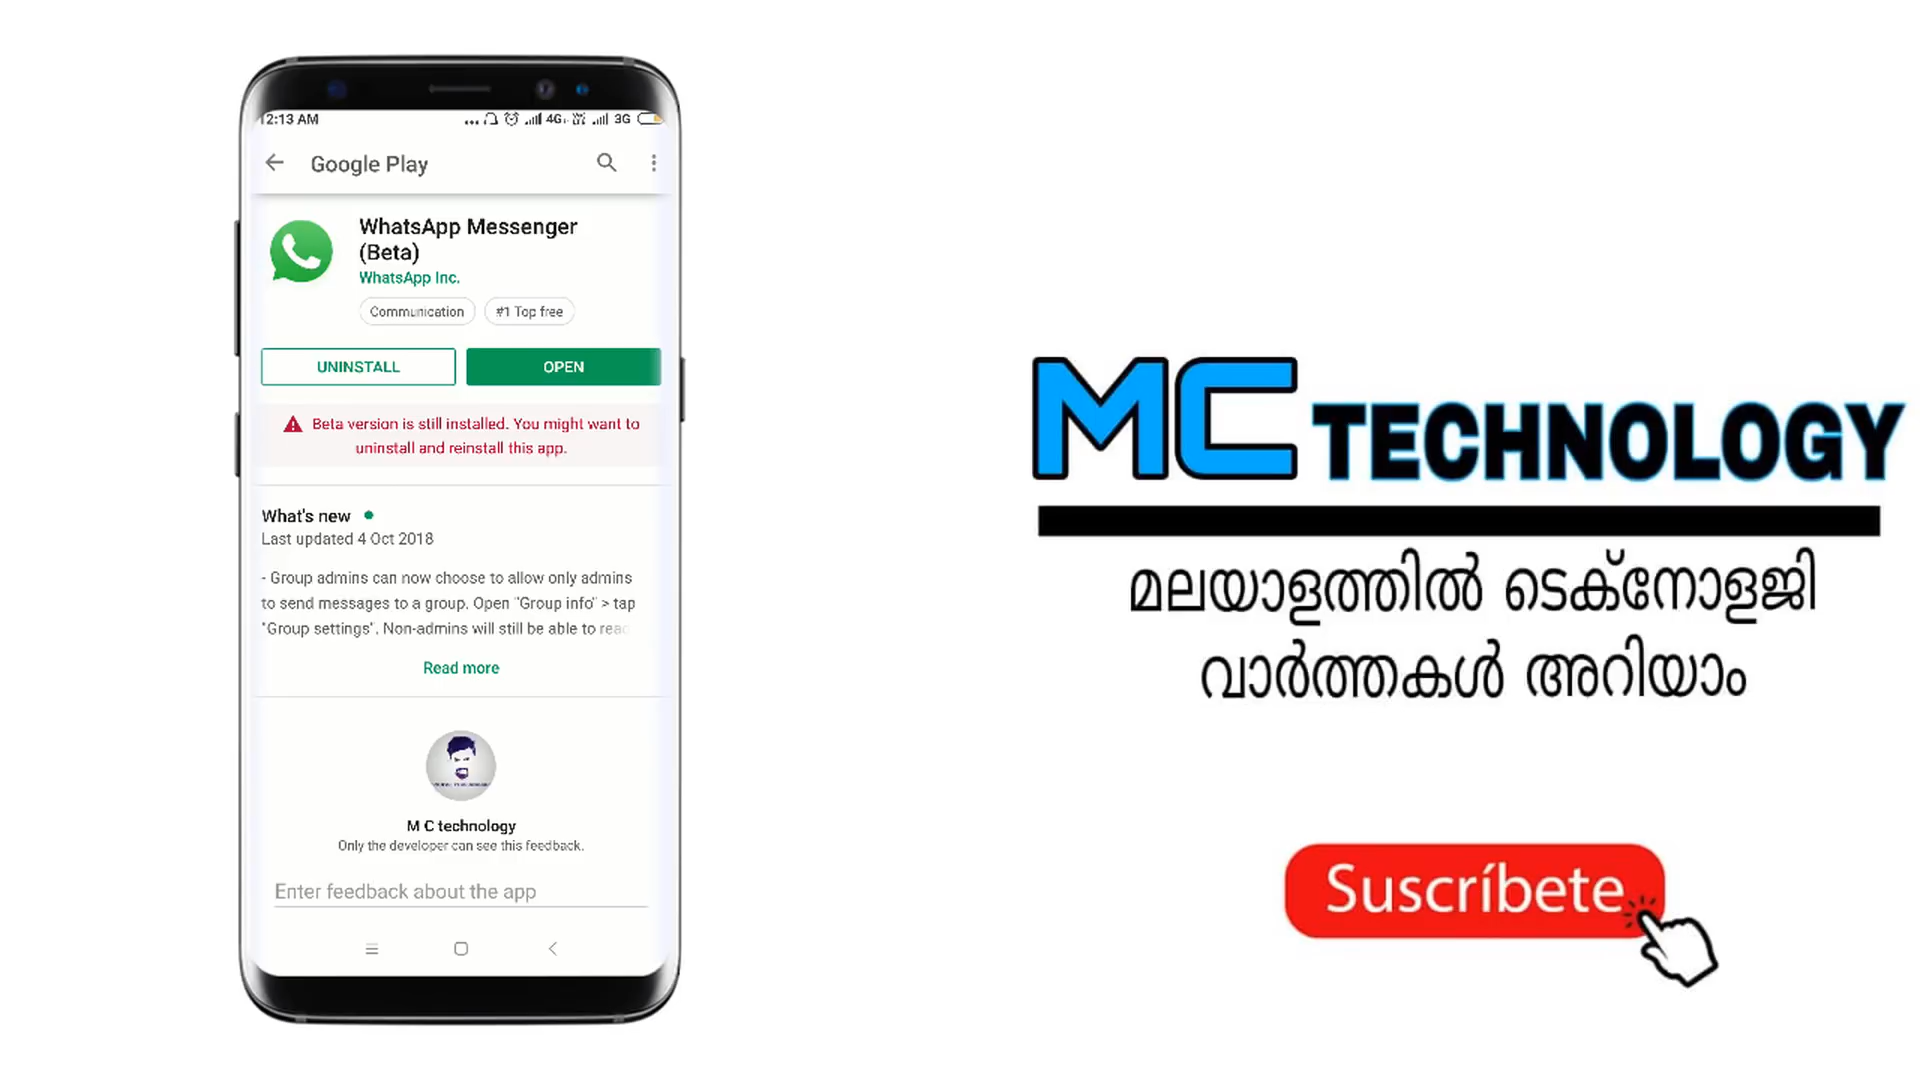 12:13 AM
4G
3G
Google Play
WhatsApp Messenger
(Beta)
WhatsApp Inc.
Communication
#1 Top free
UNINSTALL
OPEN
Beta version is still installed. You might want to
uninstall and reinstall this app.
What's new
Last updated 4 Oct 2018
- Group admins can now choose to allow only admins
to send messages to a group. Open "Group info" > tap
"Group settings". Non-admins will still be able to read
Read more
M C technology
Only the developer can see this feedback.
Enter feedback about the app
MC TECHNOLOGY
മലയാളത്തിൽ ടെക്നോളജി
വാർത്തകൾ അറിയാം
Suscríbete